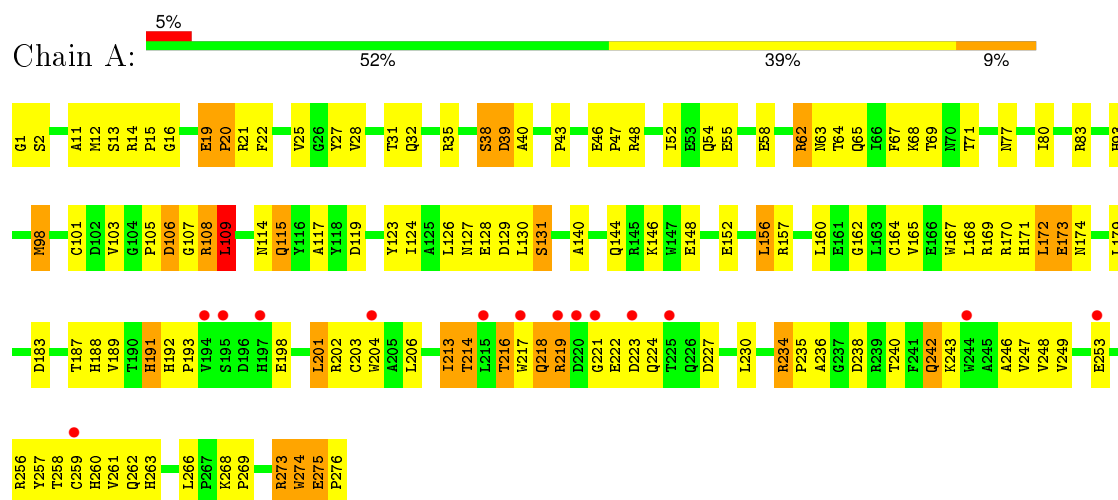 5%
Chain A:
52% 39% 9%
G1 S2 A11 M12 S13 R14 P15 G16 E19 P20 R21 F22 V25 G26 Y27 V28 T31 Q32 R35 S38 D39 A40 P43 E46 P47 R48 I52 E53 Q54 E55 E58 R62 N63 T64 Q65 I66 F67 K68 T69 N70 T71 N77 I80 R83 H93
M98 C101 D102 V103 G104 P105 D106 G107 R108 L109 N114 Q115 Y116 A117 Y118 D119 Y123 I124 A125 L126 N127 E128 D129 L130 S131 A140 Q144 R145 K146 W147 E148 E152 L156 R157 L160 E161 G162 L163 C164 V165 E166 W167 L168 R169 R170 H171 L172 E173 N174 L179
D183 T187 H188 V189 T190 H191 H192 P193 V194 S195 D196 H197 E198 L201 R202 C203 W204 A205 L206 I213 T214 L215 T216 W217 Q218 R219 D220 G221 E222 D223 Q224 T225 Q226 D227 L230 R234 P235 A236 G237 D238 R239 T240 F241 Q242 K243 W244 A245 A246 V247 V248 V249 E253
R256 Y257 T258 C259 H260 V261 Q262 H263 L266 P267 K268 P269 R273 W274 E275 P276